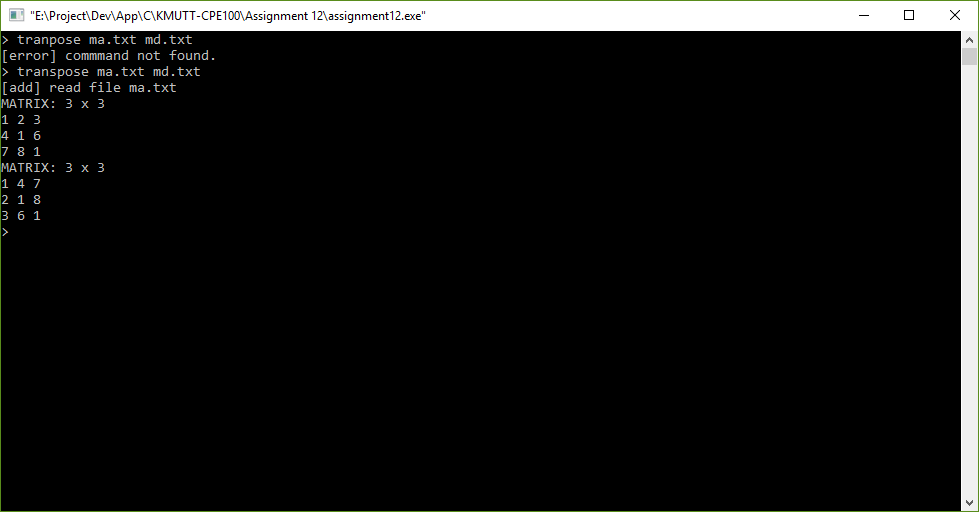 "E:\Project\Dev\App\C\KMUTT-CPE100\Assignment 12\assignment12.exe"
> tranpose ma.txt md.txt
[error] commmand not found.
> transpose ma.txt md.txt
[add] read file ma.txt
MATRIX: 3 x 3
1 2 3
4 1 6
7 8 1
MATRIX: 3 x 3
1 4 7
2 1 8
3 6 1
>